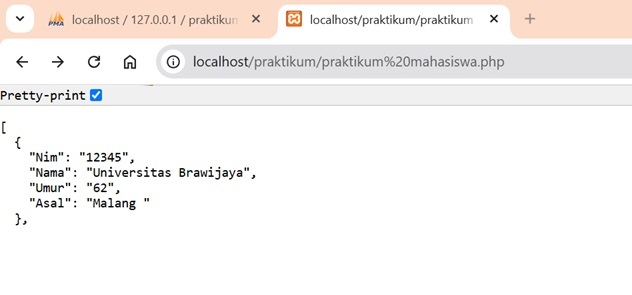 PMA
localhost / 127.0.0.1 / praktikum
localhost/praktikum/praktikum
localhost/praktikum/praktikum%20mahasiswa.php
Pretty-print
[
{
"Nim": "12345",
"Nama": "Universitas Brawijaya",
"Umur": "62",
"Asal": "Malang "
},